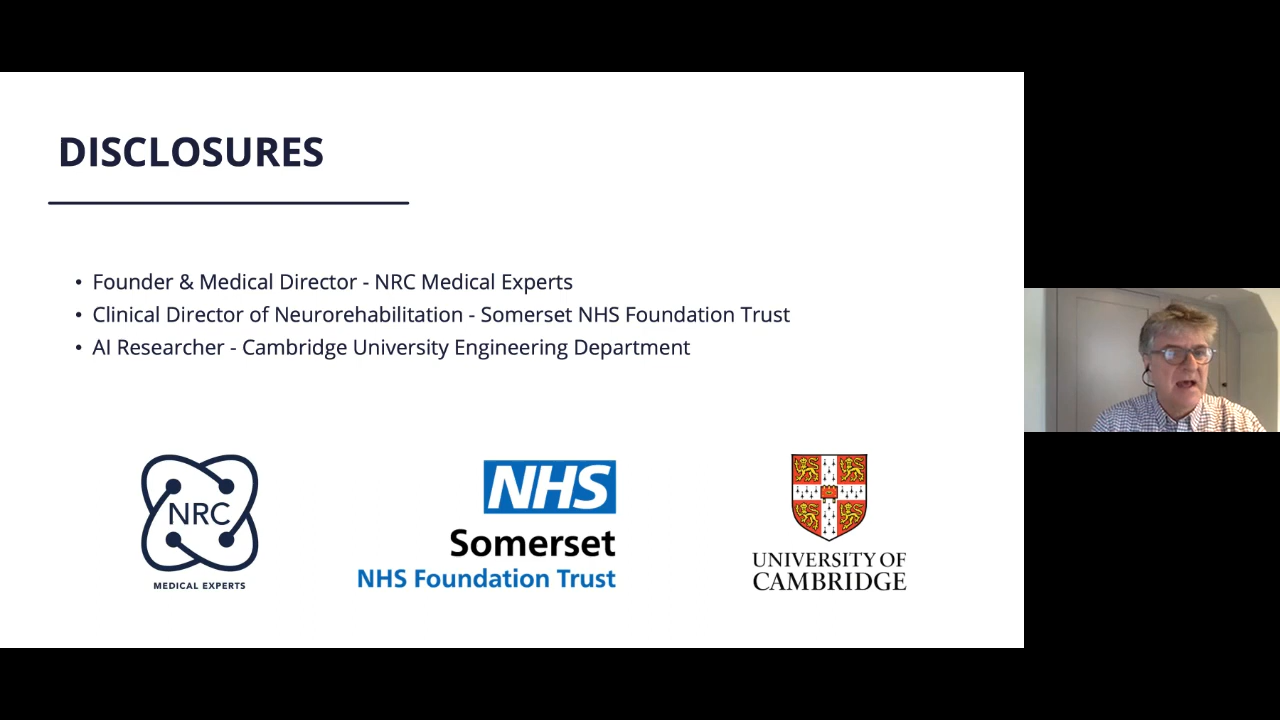 DISCLOSURES
• Founder & Medical Director - NRC Medical Experts
• Clinical Director of Neurorehabilitation - Somerset NHS Foundation Trust
• AI Researcher - Cambridge University Engineering Department
NRC
MEDICAL EXPERTS
NHS
Somerset
NHS Foundation Trust
UNIVERSITY OF
CAMBRIDGE